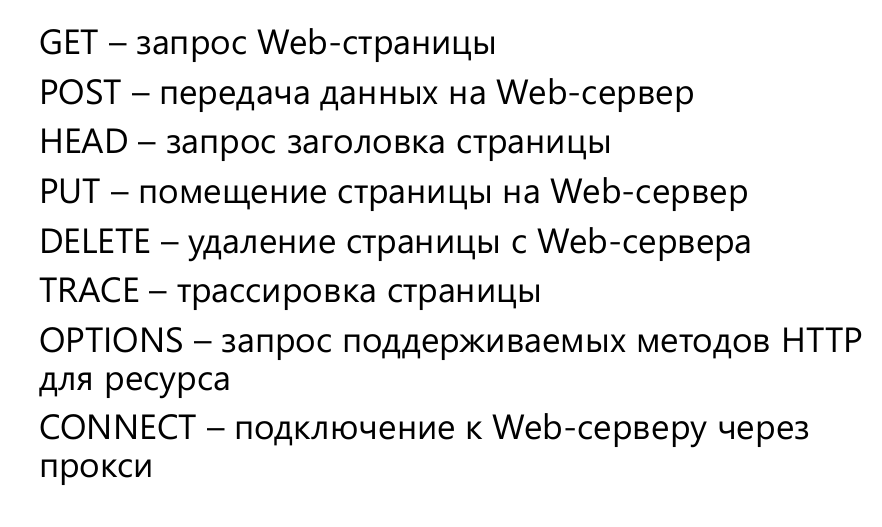 GET – запрос Web-страницы
POST – передача данных на Web-сервер
HEAD – запрос заголовка страницы
PUT – помещение страницы на Web-сервер
DELETE – удаление страницы с Web-сервера
TRACE – трассировка страницы
OPTIONS – запрос поддерживаемых методов HTTP
для ресурса
CONNECT – подключение к Web-серверу через
прокси